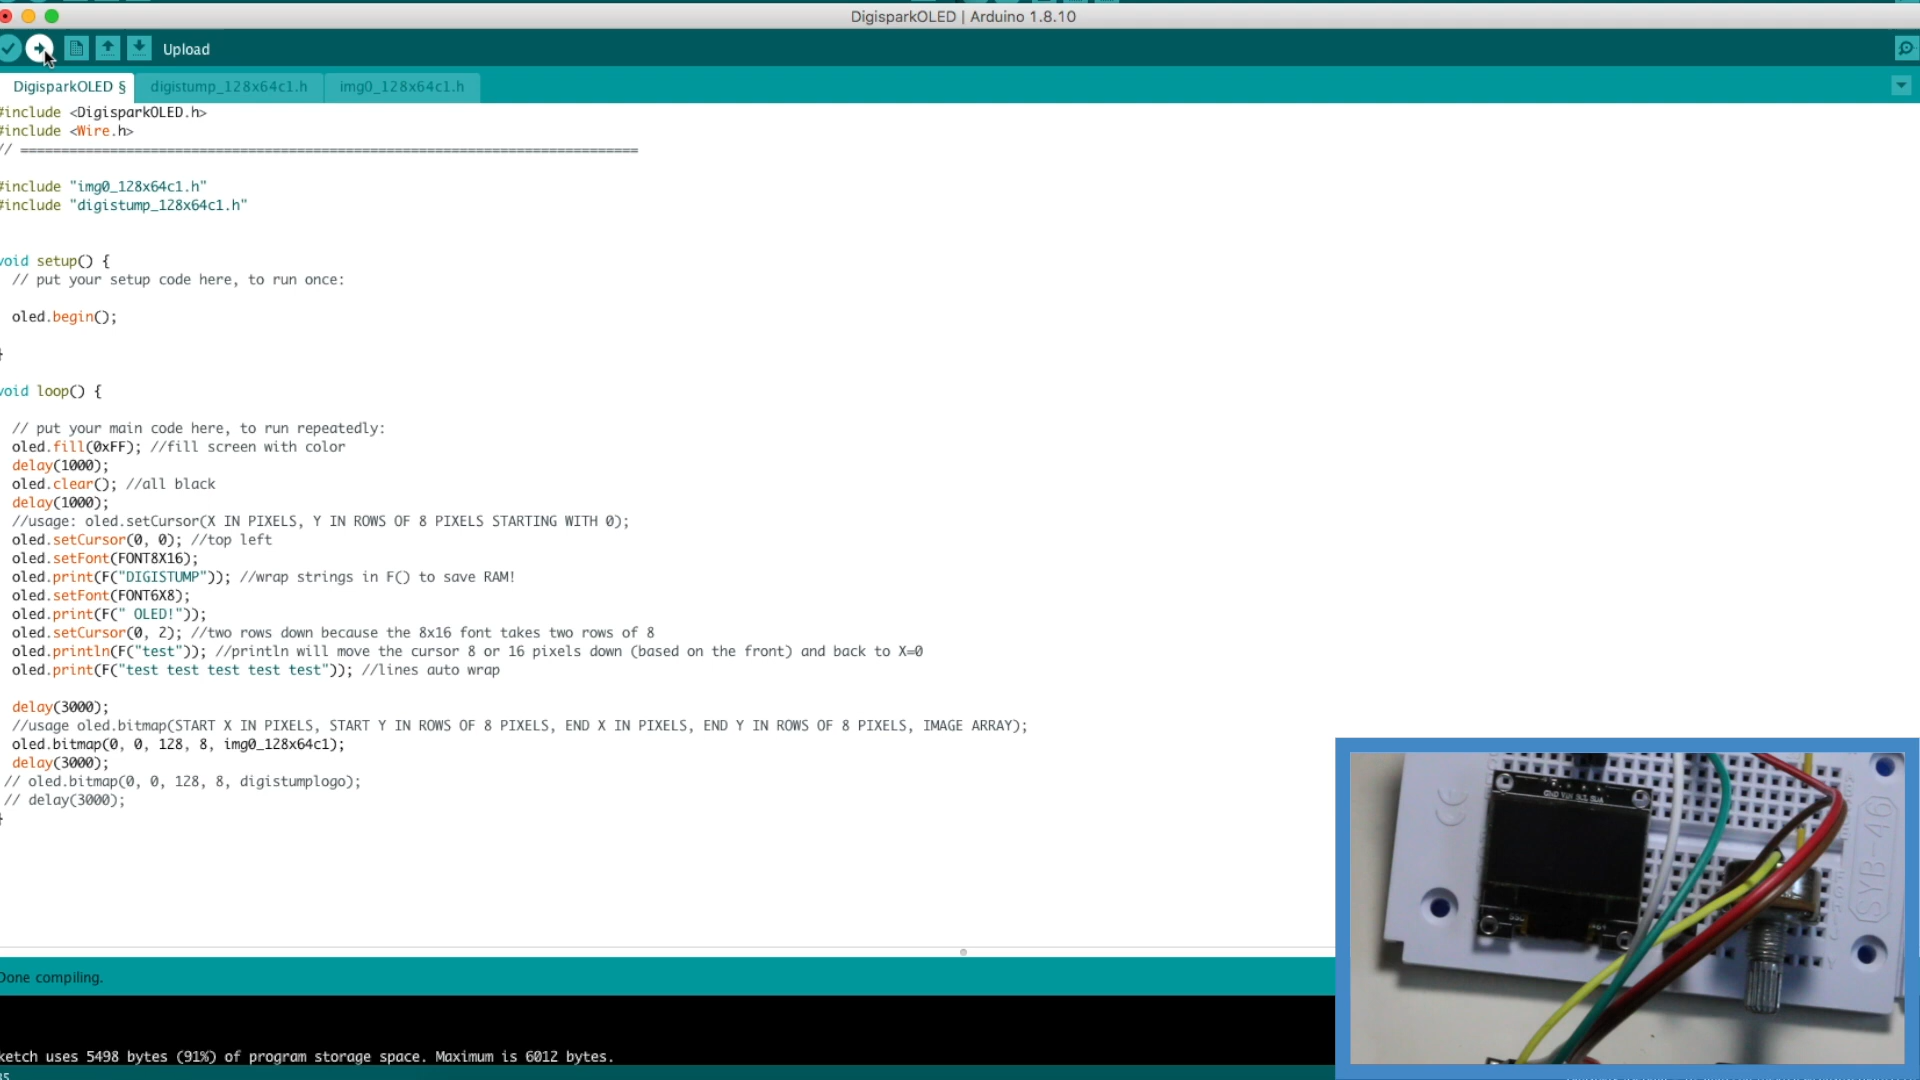 DigisparkOLED | Arduino 1.8.10
Upload
DigisparkOLED §
digistump_128x64c1.h
img0_128x64c1.h
#include <DigisparkOLED.h>
#include <Wire.h>
// ============================================================================
#include "img0_128x64c1.h"
#include "digistump_128x64c1.h"
void setup() {
// put your setup code here, to run once:
oled.begin();
}
void loop() {
// put your main code here, to run repeatedly:
oled.fill(0xFF); //fill screen with color
delay(1000);
oled.clear(); //all black
delay(1000);
//usage: oled.setCursor(X IN PIXELS, Y IN ROWS OF 8 PIXELS STARTING WITH 0);
oled.setCursor(0, 0); //top left
oled.setFont(FONT8X16);
oled.print(F("DIGISTUMP")); //wrap strings in F() to save RAM!
oled.setFont(FONT6X8);
oled.print(F(" OLED!"));
oled.setCursor(0, 2); //two rows down because the 8x16 font takes two rows of 8
oled.println(F("test")); //println will move the cursor 8 or 16 pixels down (based on the front) and back to X=0
oled.print(F("test test test test test")); //lines auto wrap
delay(3000);
//usage oled.bitmap(START X IN PIXELS, START Y IN ROWS OF 8 PIXELS, END X IN PIXELS, END Y IN ROWS OF 8 PIXELS, IMAGE ARRAY);
oled.bitmap(0, 0, 128, 8, img0_128x64c1);
delay(3000);
// oled.bitmap(0, 0, 128, 8, digistumplogo);
// delay(3000);
}
SYB-46
Done compiling.
ketch uses 5498 bytes (91%) of program storage space. Maximum is 6012 bytes.